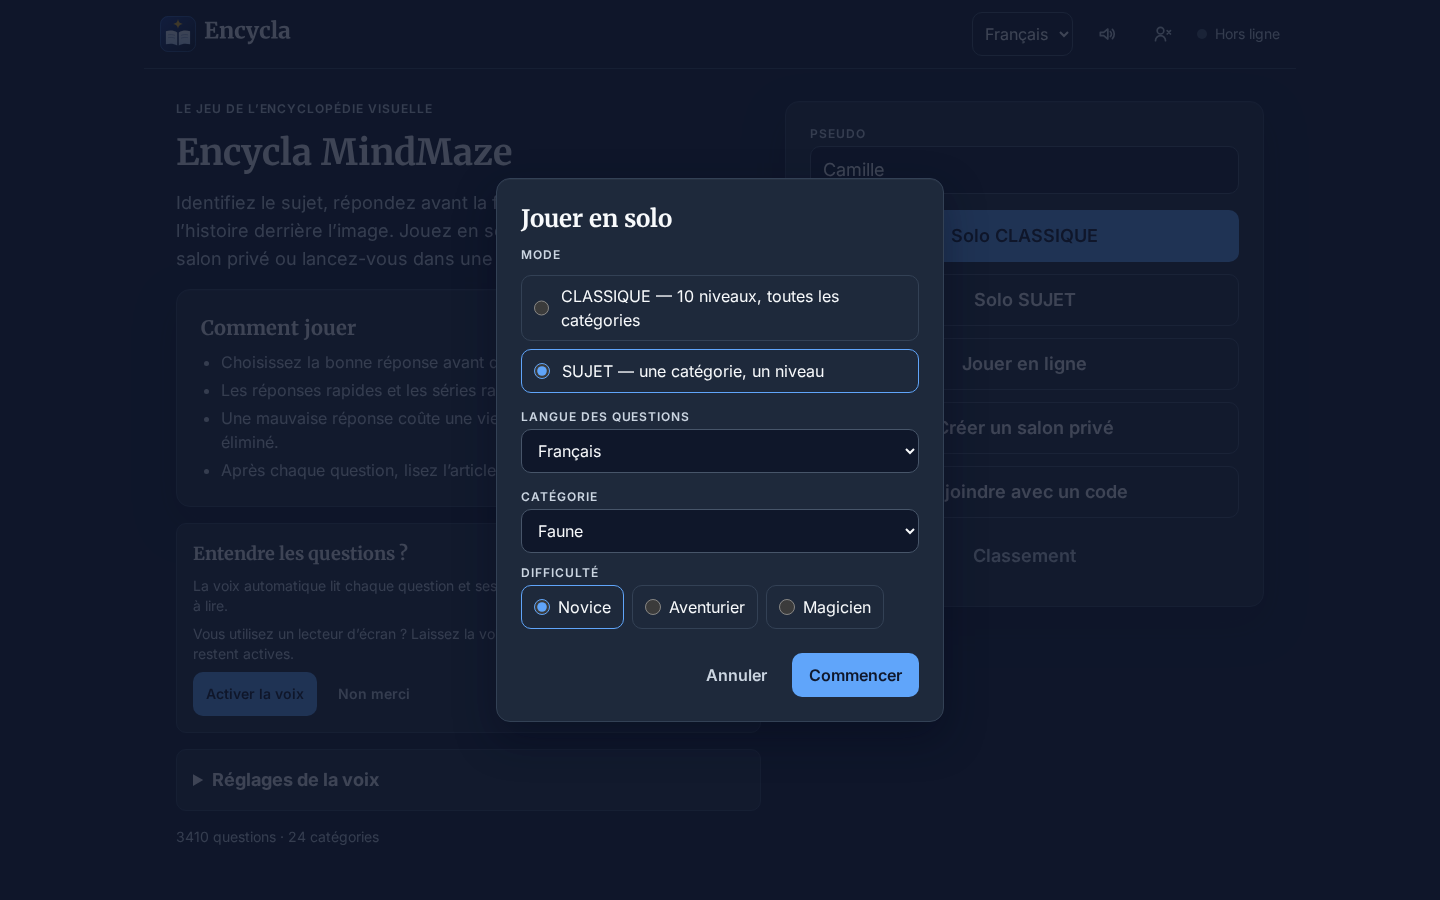 Encycla
Français
Hors ligne
LE JEU DE L'ENCYCLOPÉDIE VISUELLE
Encycla MindMaze
Identifiez le sujet, répondez avant la
l'histoire derrière l'image. Jouez en
salon privé ou lancez-vous dans une
Comment jouer
• Choisissez la bonne réponse avant
• Les réponses rapides et les séries
• Une mauvaise réponse coûte une vie
éliminé.
• Après chaque question, lisez l'article
Entendre les questions ?
La voix automatique lit chaque question et ses
à lire.
Vous utilisez un lecteur d'écran ? Laissez la
restent actives.
Activer la voix
Non merci
Réglages de la voix
3410 questions · 24 catégories
PSEUDO
Camille
Solo CLASSIQUE
Solo SUJET
Jouer en ligne
Créer un salon privé
joindre avec un code
Classement
Jouer en solo
MODE
CLASSIQUE — 10 niveaux, toutes les
catégories
SUJET — une catégorie, un niveau
LANGUE DES QUESTIONS
Français
CATÉGORIE
Faune
DIFFICULTÉ
Novice
Aventurier
Magicien
Annuler
Commencer